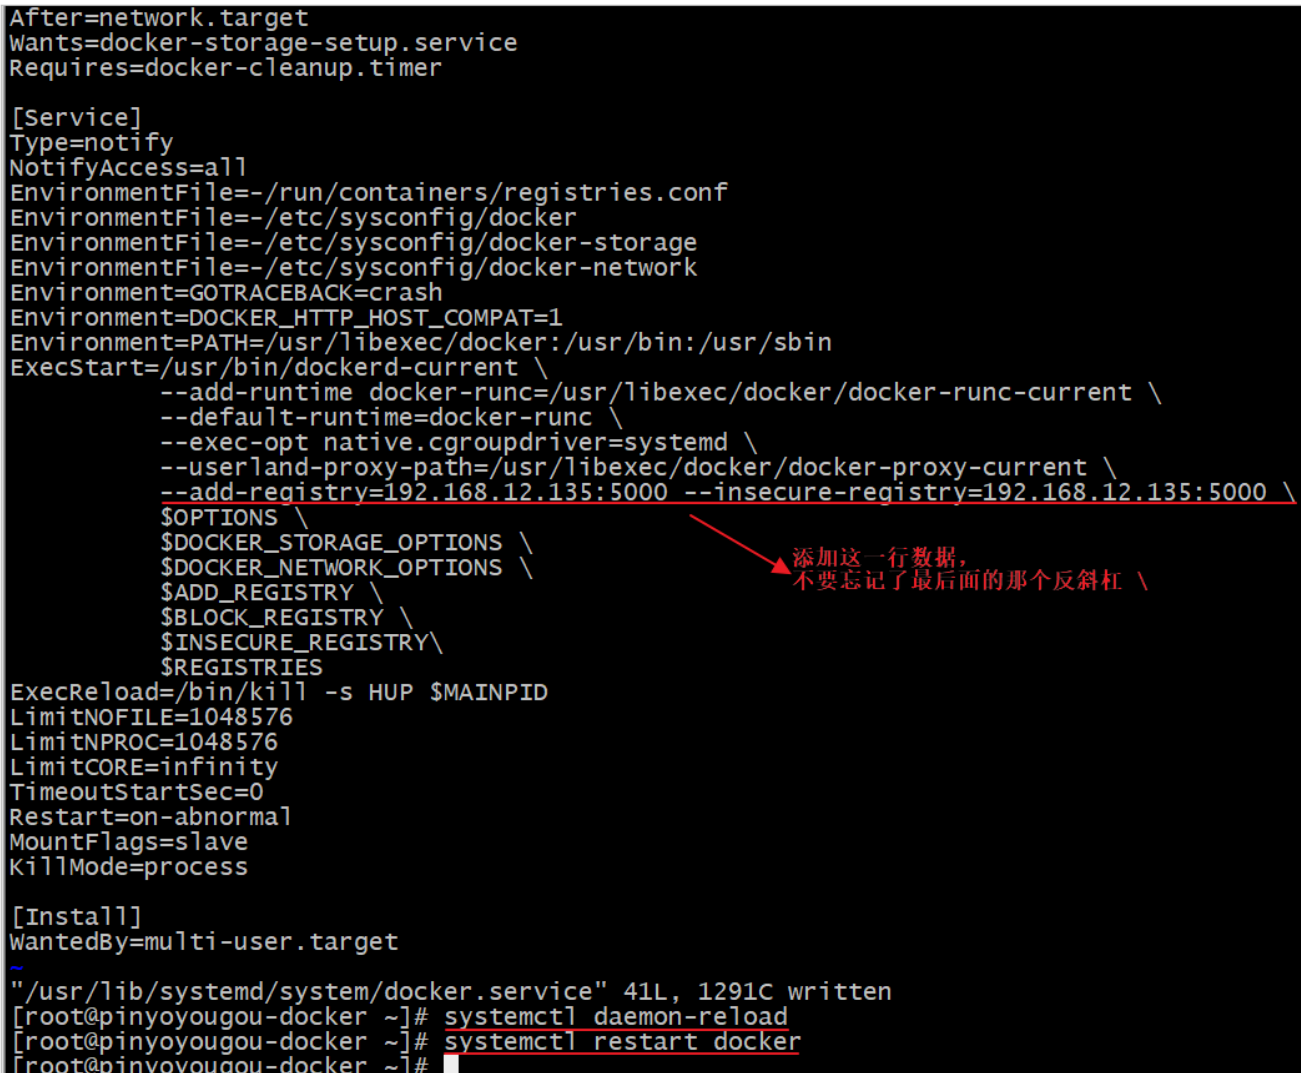 After=network.target
Wants=docker-storage-setup.service
Requires=docker-cleanup.timer
[Service]
Type=notify
NotifyAccess=all
EnvironmentFile=-/run/containers/registries.conf
EnvironmentFile=-/etc/sysconfig/docker
EnvironmentFile=-/etc/sysconfig/docker-storage
EnvironmentFile=-/etc/sysconfig/docker-network
Environment=GOTRACEBACK=crash
Environment=DOCKER_HTTP_HOST_COMPAT=1
Environment=PATH=/usr/libexec/docker:/usr/bin:/usr/sbin
ExecStart=/usr/bin/dockerd-current \
--add-runtime docker-runc=/usr/libexec/docker/docker-runc-current \
--default-runtime=docker-runc \
--exec-opt native.cgroupdriver=systemd \
--userland-proxy-path=/usr/libexec/docker/docker-proxy-current \
--add-registry=192.168.12.135:5000 --insecure-registry=192.168.12.135:5000 \
$OPTIONS \
$DOCKER_STORAGE_OPTIONS \
$DOCKER_NETWORK_OPTIONS \
$ADD_REGISTRY \
$BLOCK_REGISTRY \
$INSECURE_REGISTRY\
$REGISTRIES
添加这一行数据，
不要忘记了最后面的那个反斜杠 \
ExecReload=/bin/kill -s HUP $MAINPID
LimitNOFILE=1048576
LimitNPROC=1048576
LimitCORE=infinity
TimeoutStartSec=0
Restart=on-abnormal
MountFlags=slave
KillMode=process
[Install]
WantedBy=multi-user.target
~
"/usr/lib/systemd/system/docker.service" 41L, 1291C written
[root@pinyoyougou-docker ~]# systemctl daemon-reload
[root@pinyoyougou-docker ~]# systemctl restart docker
[root@pinyoyougou-docker ~]#